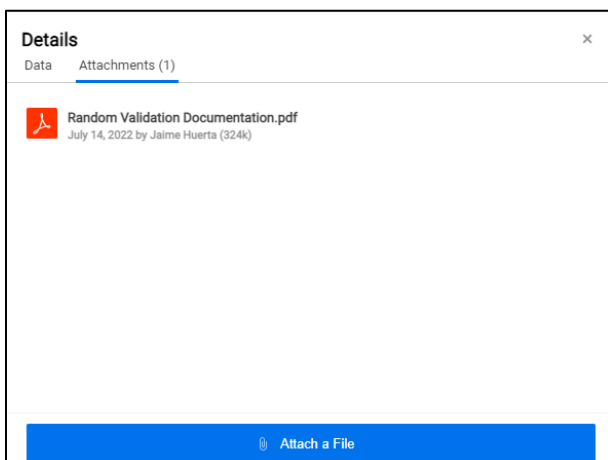 Details
×
Data Attachments (1)
Random Validation Documentation.pdf
July 14, 2022 by Jaime Huerta (324k)
Attach a File